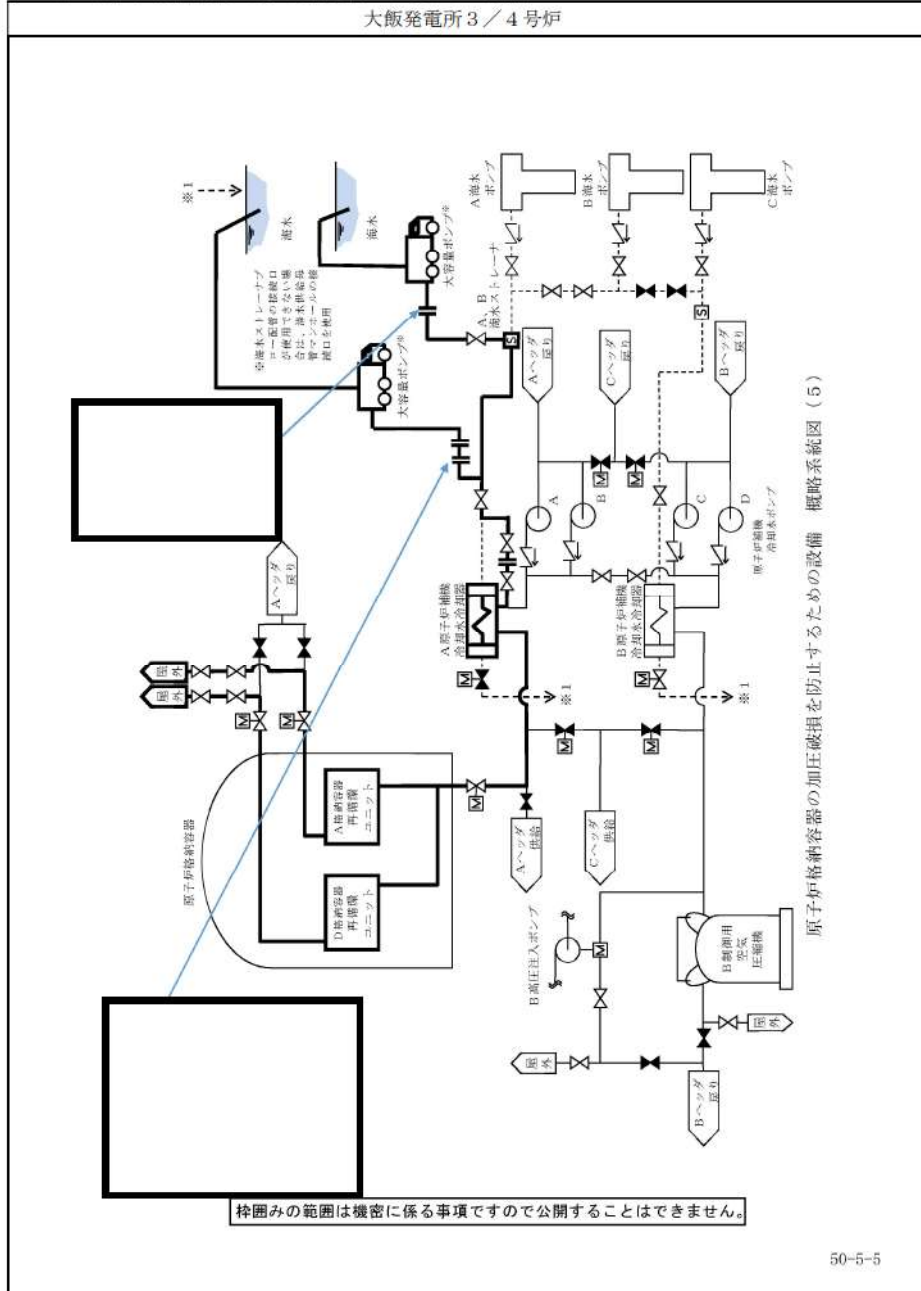 大飯発電所3／4号炉
※1
海水
海水
※海水ストレーナブ
ロー配管の接続口
が使用できない場
合は、海水供給母
管マンホールの接
続口を使用
大容量ポンプ※
大容量ポンプ※
A、B
海水ストレーナ
A海水
ポンプ
B海水
ポンプ
C海水
ポンプ
S
S
Aヘッダ
戻り
Cヘッダ
戻り
Bヘッダ
戻り
Aヘッダ
戻り
M
M
A
B
C
D
原子炉補機
冷却水ポンプ
A原子炉補機
冷却水冷却器
B原子炉補機
冷却水冷却器
M
M
※1
※1
屋外
屋外
M
M
原子炉格納容器
A格納容器
再循環
ユニット
D格納容器
再循環
ユニット
M
M
M
Aヘッダ
供給
Cヘッダ
供給
B高圧注入ポンプ
M
B制御用
空気
圧縮機
屋外
屋外
Bヘッダ
戻り
原子炉格納容器の加圧破損を防止するための設備　概略系統図（5）
枠囲みの範囲は機密に係る事項ですので公開することはできません。
50-5-5